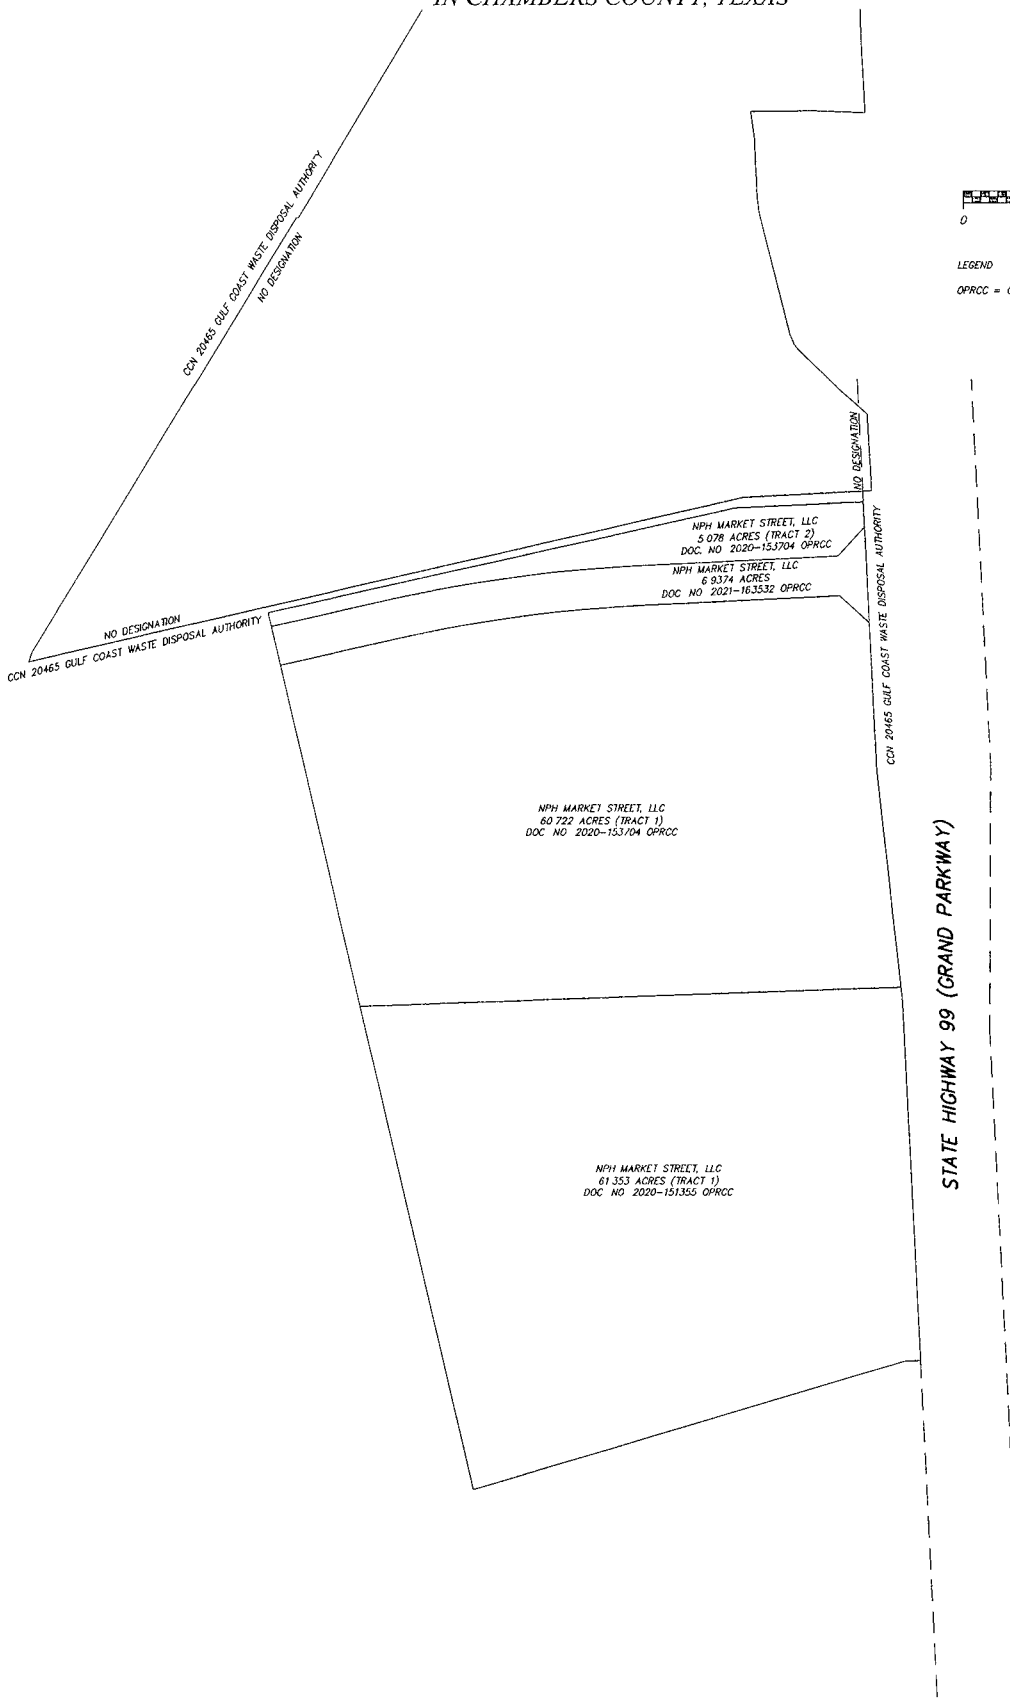 IN CHAMBERS COUNTY, TEXAS
CCN 20465 GULF COAST WASTE DISPOSAL AUTHORITY
NO DESIGNATION
0
LEGEND
OPRCC =
NO DESIGNATION
NPH MARKET STREET, LLC
5 078 ACRES (TRACT 2)
DOC. NO 2020-153704 OPRCC
NPH MARKET STREET, LLC
6 9374 ACRES
DOC NO 2021-163532 OPRCC
CCN 20465 GULF COAST WASTE DISPOSAL AUTHORITY
NO DESIGNATION
CCN 20465 GULF COAST WASTE DISPOSAL AUTHORITY
NPH MARKET STREET, LLC
60 722 ACRES (TRACT 1)
DOC NO 2020-153704 OPRCC
STATE HIGHWAY 99 (GRAND PARKWAY)
NPH MARKET STREET, LLC
61 353 ACRES (TRACT 1)
DOC NO 2020-151355 OPRCC